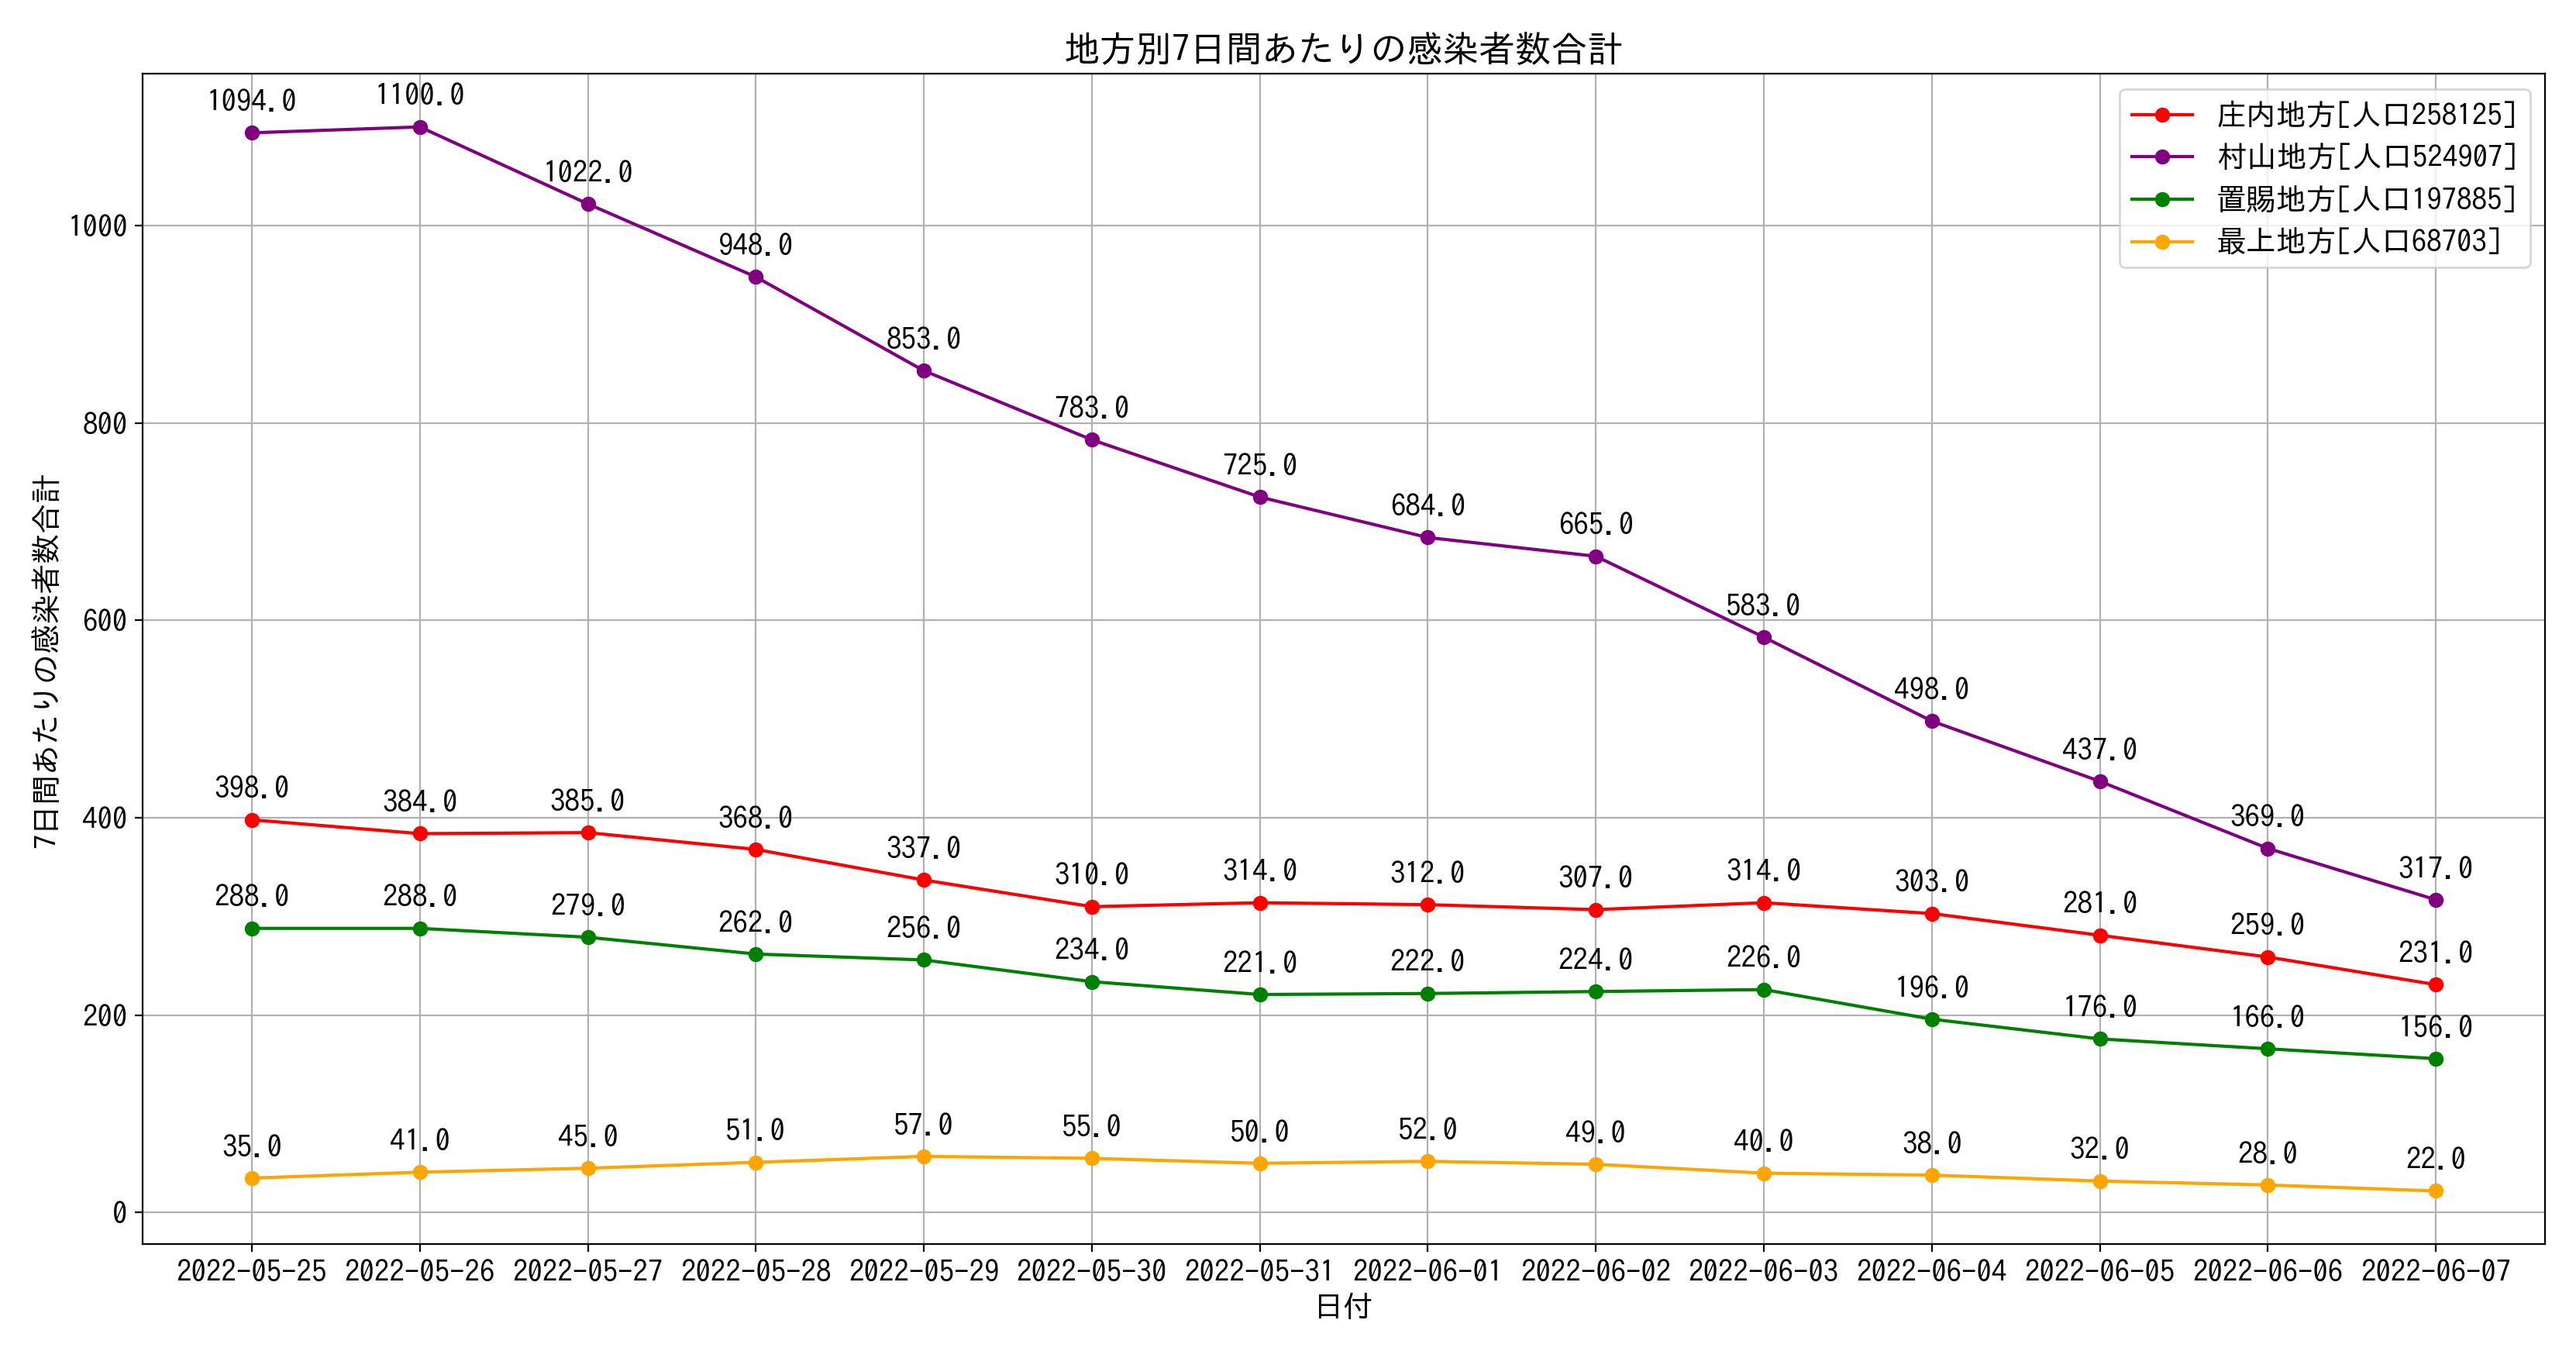 地方別7日間あたりの感染者数合計
庄内地方[人口258125]
村山地方[人口524907]
置賜地方[人口197885]
最上地方[人口68703]
7日間あたりの感染者数合計
1000
800
600
400
200
0
1094.0 1100.0 1022.0 948.0 853.0 783.0 725.0 684.0 665.0 583.0 498.0 437.0 369.0 317.0
398.0 384.0 385.0 368.0 337.0 310.0 314.0 312.0 307.0 314.0 303.0 281.0 259.0 231.0
288.0 288.0 279.0 262.0 256.0 234.0 221.0 222.0 224.0 226.0 196.0 176.0 166.0 156.0
35.0 41.0 45.0 51.0 57.0 55.0 50.0 52.0 49.0 40.0 38.0 32.0 28.0 22.0
2022-05-25 2022-05-26 2022-05-27 2022-05-28 2022-05-29 2022-05-30 2022-05-31 2022-06-01 2022-06-02 2022-06-03 2022-06-04 2022-06-05 2022-06-06 2022-06-07
日付